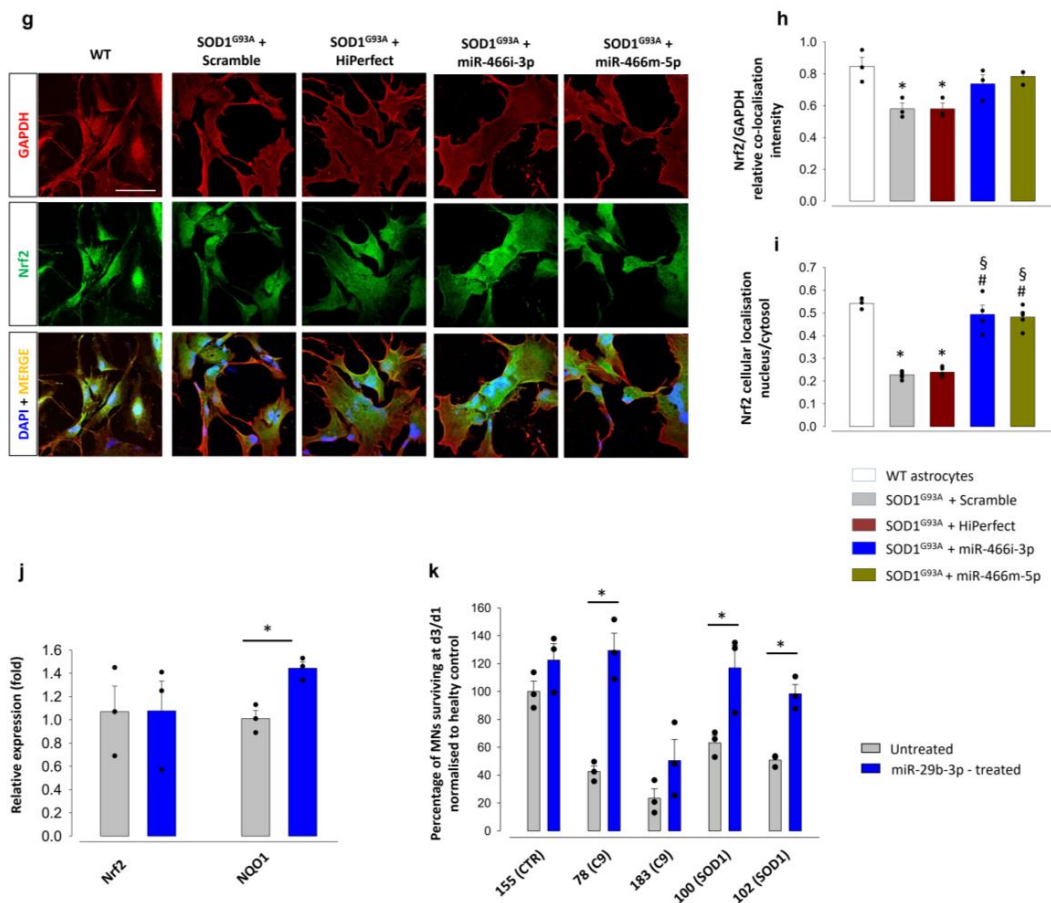 g
WT
SOD1G93A +
Scramble
SOD1G93A +
HiPerfect
SOD1G93A +
miR-466i-3p
SOD1G93A +
miR-466m-5p
GAPDH
Nrf2
DAPI + MERGE
h
Nrf2/GAPDH
relative co-localisation
intensity
1.0
0.8
0.6
0.4
0.2
0.0
* *
i
Nrf2 cellular localisation
nucleus/cytosol
0.7
0.6
0.5
0.4
0.3
0.2
0.1
0.0
* *
§ §
# #
WT astrocytes
SOD1G93A + Scramble
SOD1G93A + HiPerfect
SOD1G93A + miR-466i-3p
SOD1G93A + miR-466m-5p
j
Relative expression (fold)
1.6
1.4
1.2
1.0
0.8
0.6
0.4
0.2
0.0
*
Nrf2
NQO1
k
Percentage of MNs surviving at d3/d1
normalised to healty control
160
140
120
100
80
60
40
20
0
* * *
155 (CTR)
78 (C9)
183 (C9)
100 (SOD1)
102 (SOD1)
Untreated
miR-29b-3p - treated